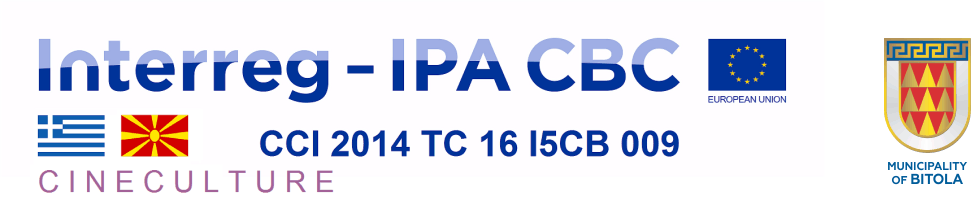 Interreg - IPA CBC
EUROPEAN UNION
CCI 2014 TC 16 I5CB 009
CINECULTURE
MUNICIPALITY
OF BITOLA